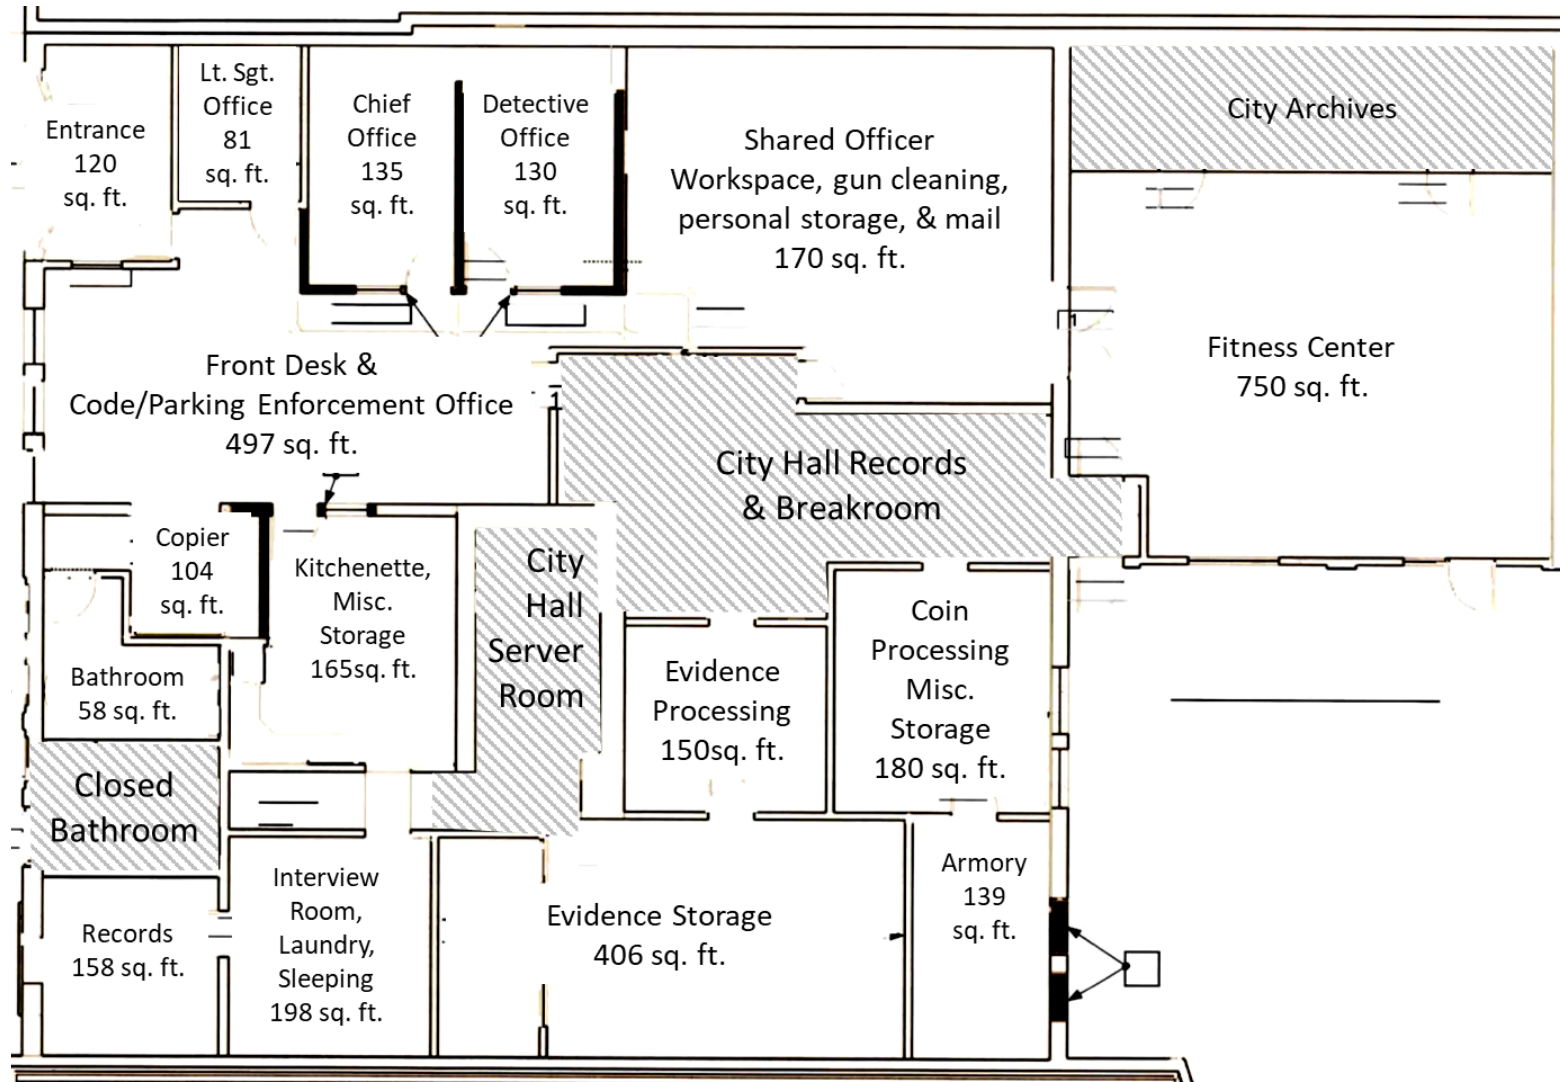 Entrance
120
sq. ft.
Lt. Sgt.
Office
81
sq. ft.
Chief
Office
135
sq. ft.
Detective
Office
130
sq. ft.
Shared Officer
Workspace, gun cleaning,
personal storage, & mail
170 sq. ft.
City Archives
Fitness Center
750 sq. ft.
Front Desk &
Code/Parking Enforcement Office
497 sq. ft.
1
City Hall Records
& Breakroom
Copier
104
sq. ft.
Kitchenette,
Misc.
Storage
165sq. ft.
City
Hall
Server
Room
Bathroom
58 sq. ft.
Evidence
Processing
150sq. ft.
Coin
Processing
Misc.
Storage
180 sq. ft.
Closed
Bathroom
Records
158 sq. ft.
Interview
Room,
Laundry,
Sleeping
198 sq. ft.
Evidence Storage
406 sq. ft.
Armory
139
sq. ft.